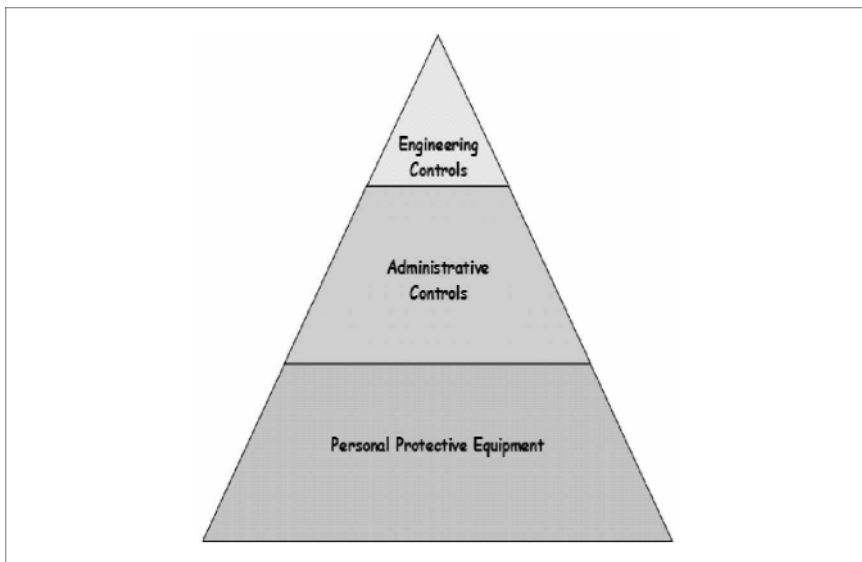 Engineering
Controls
Administrative
Controls
Personal Protective Equipment